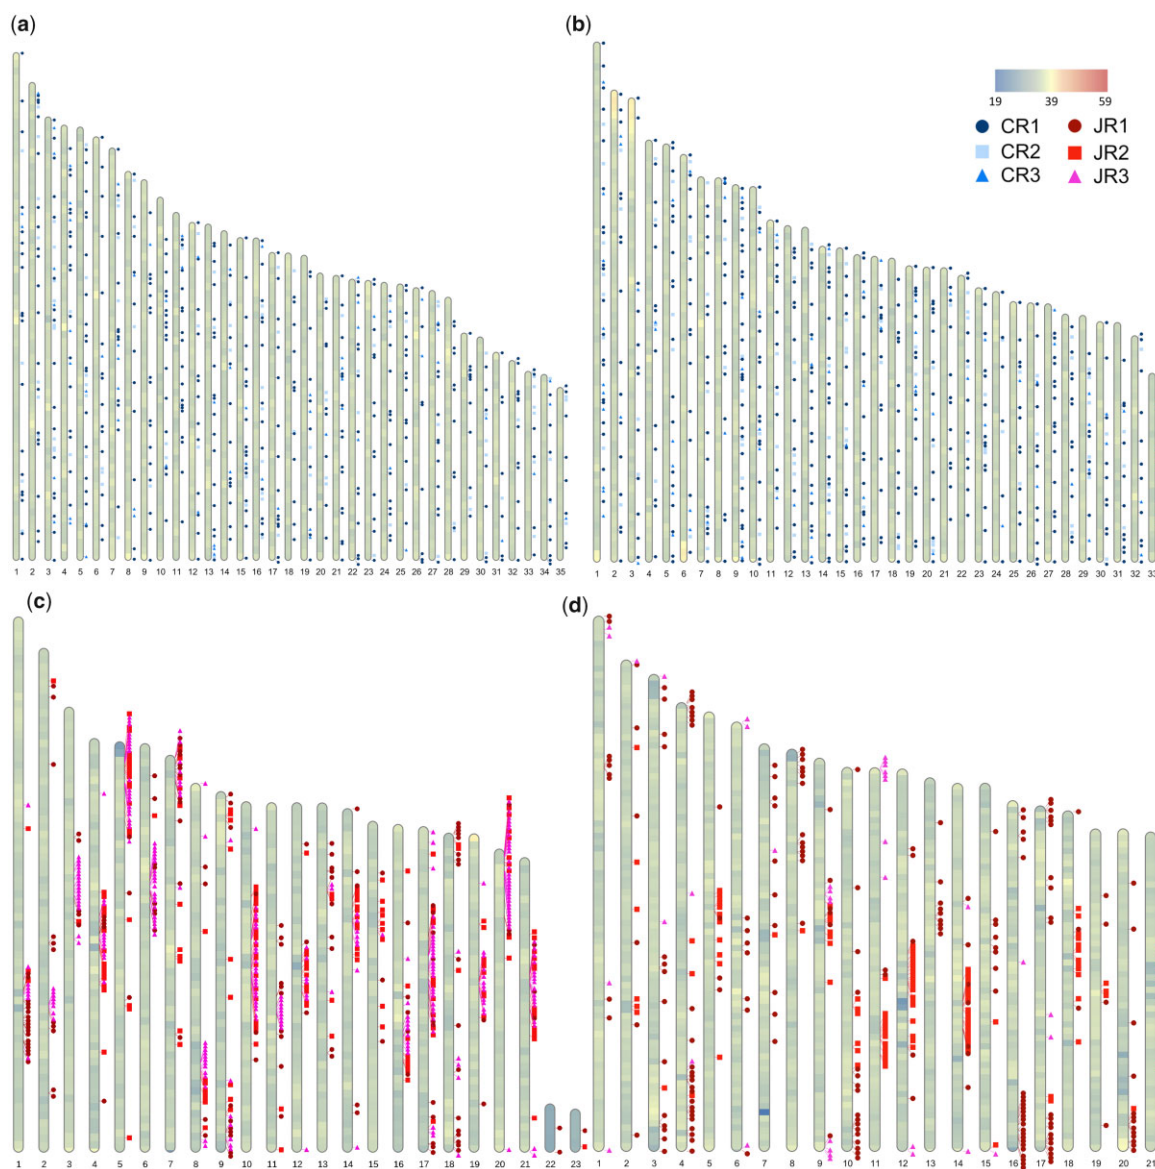 (a)
(b)
19 39 59
CR1 JR1
CR2 JR2
CR3 JR3
1 2 3 4 5 6 7 8 9 10 11 12 13 14 15 16 17 18 19 20 21 22 23 24 25 26 27 28 29 30 31 32 33 34 35
1 2 3 4 5 6 7 8 9 10 11 12 13 14 15 16 17 18 19 20 21 22 23 24 25 26 27 28 29 30 31 32 33
(c)
(d)
1 2 3 4 5 6 7 8 9 10 11 12 13 14 15 16 17 18 19 20 21 22 23
1 2 3 4 5 6 7 8 9 10 11 12 13 14 15 16 17 18 19 20 21